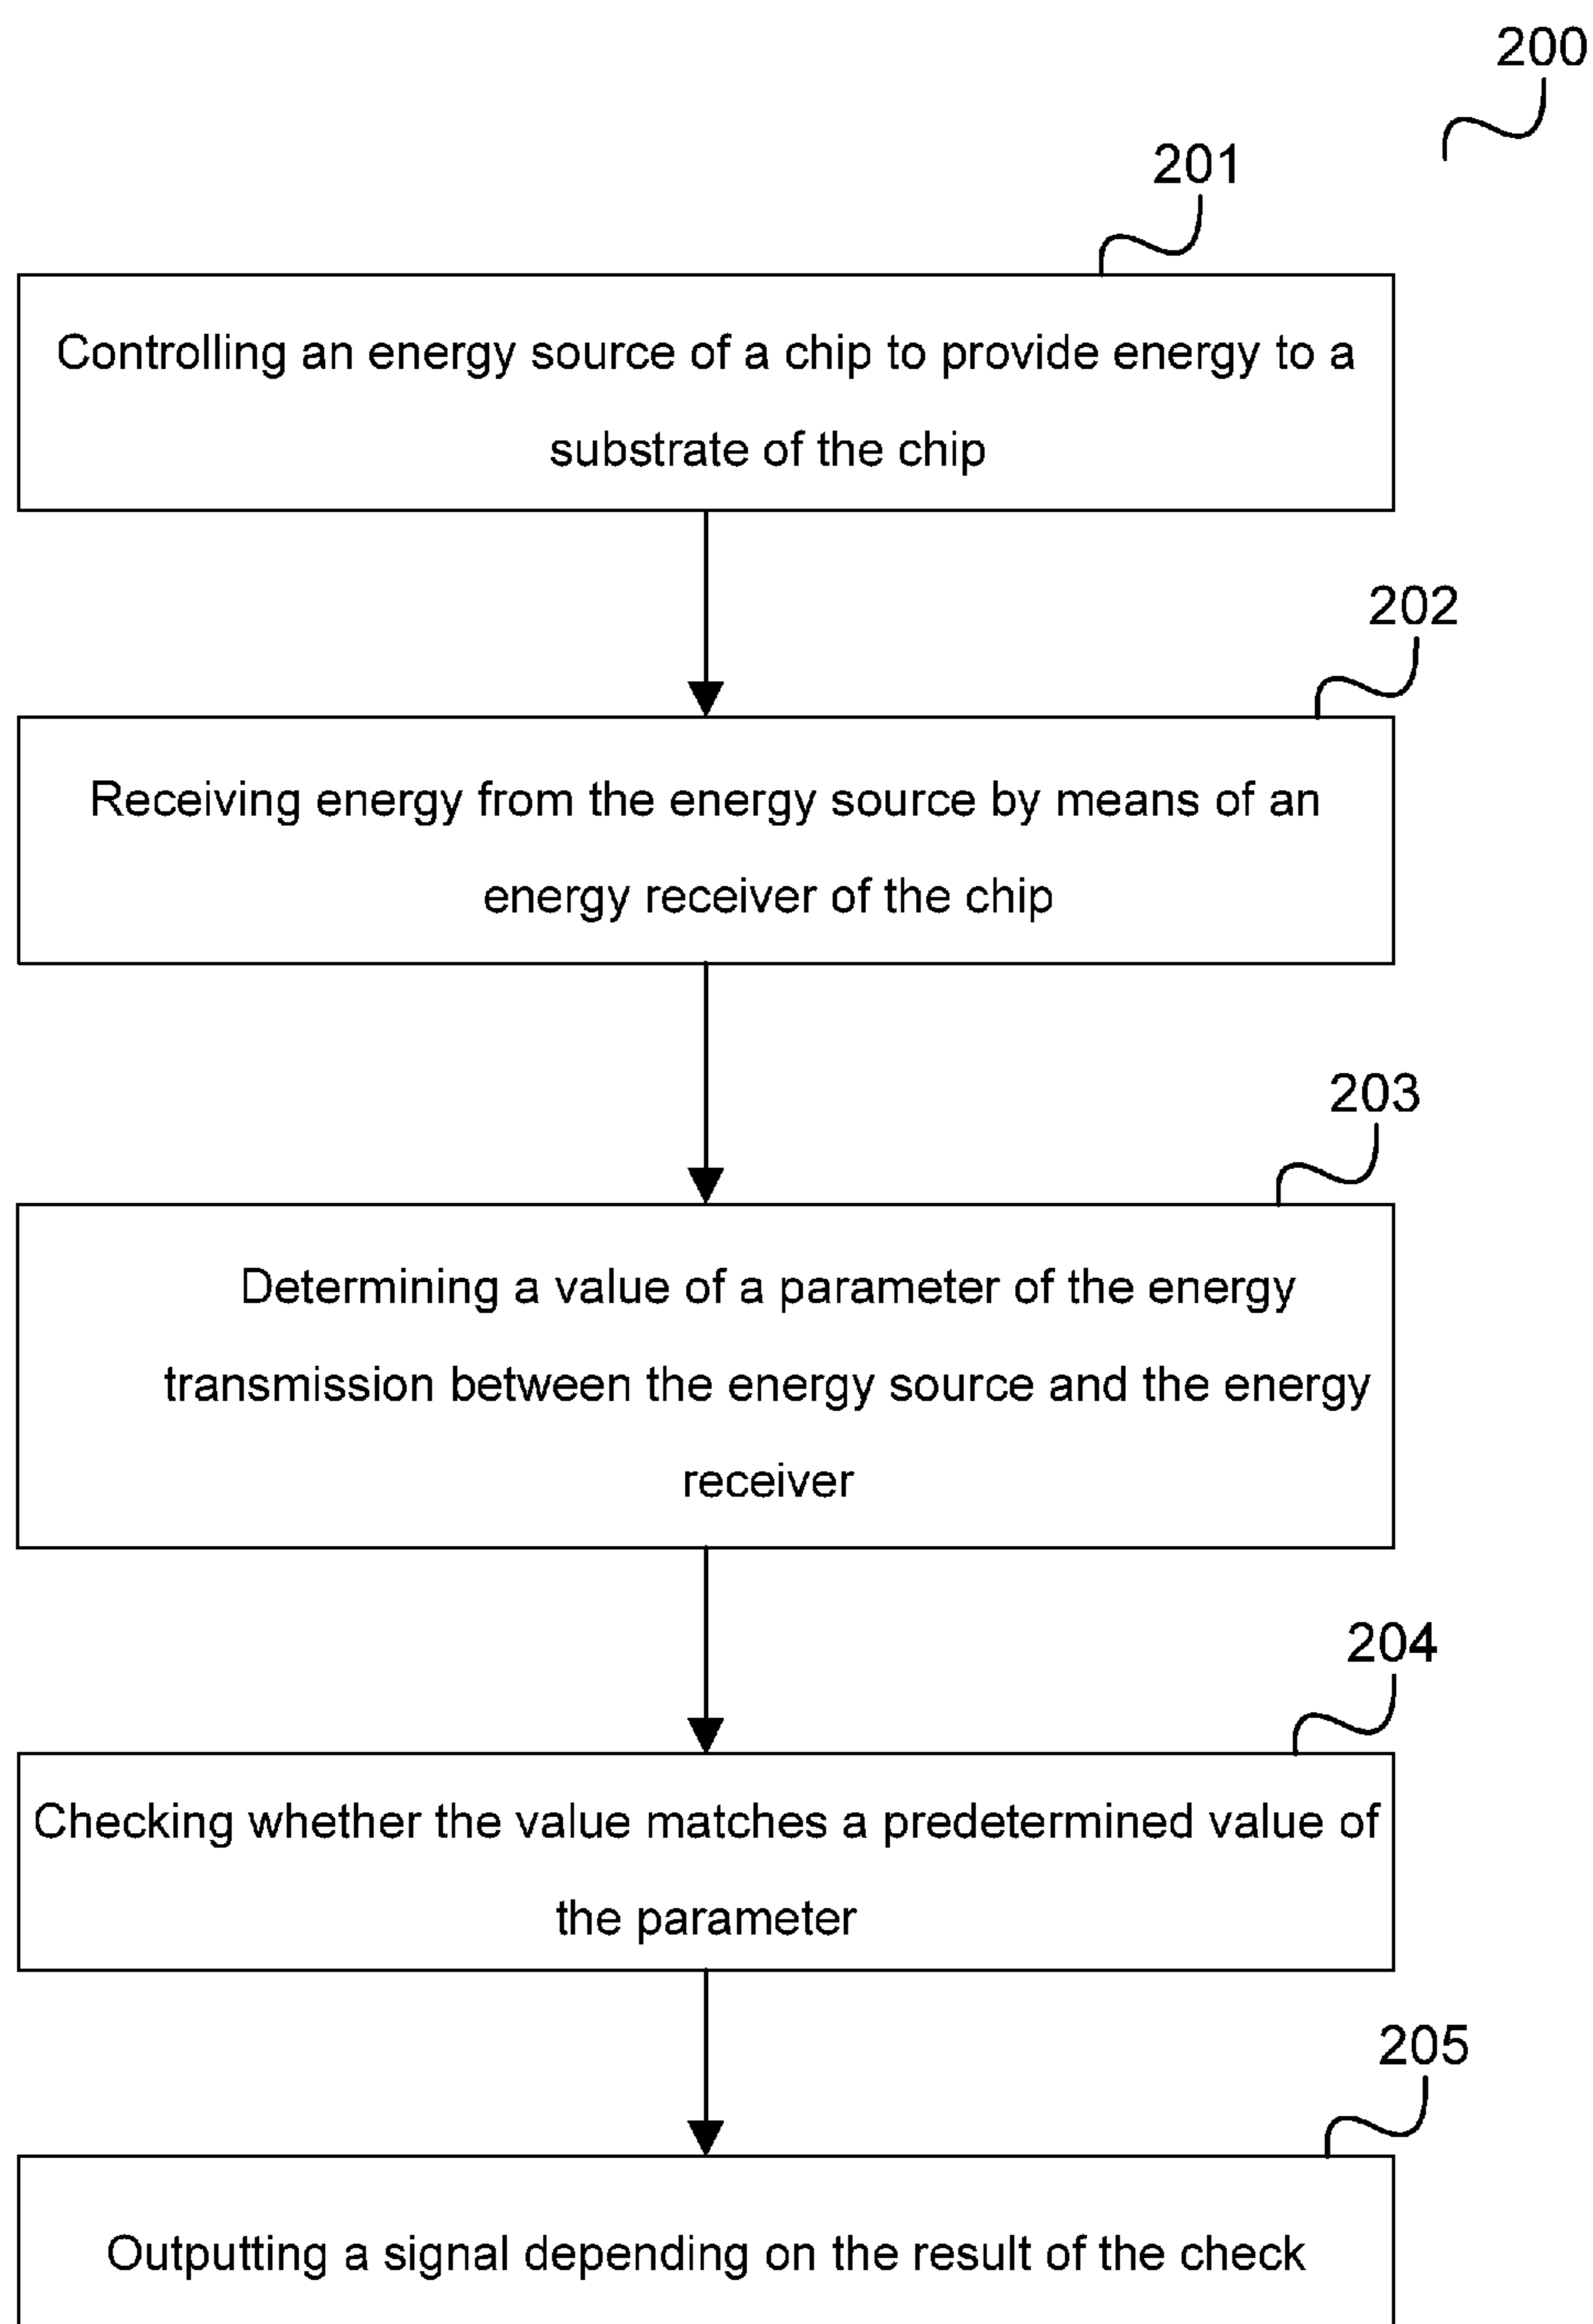 200
201
Controlling an energy source of a chip to provide energy to a
substrate of the chip
202
Receiving energy from the energy source by means of an
energy receiver of the chip
203
Determining a value of a parameter of the energy
transmission between the energy source and the energy
receiver
204
Checking whether the value matches a predetermined value of
the parameter
205
Outputting a signal depending on the result of the check